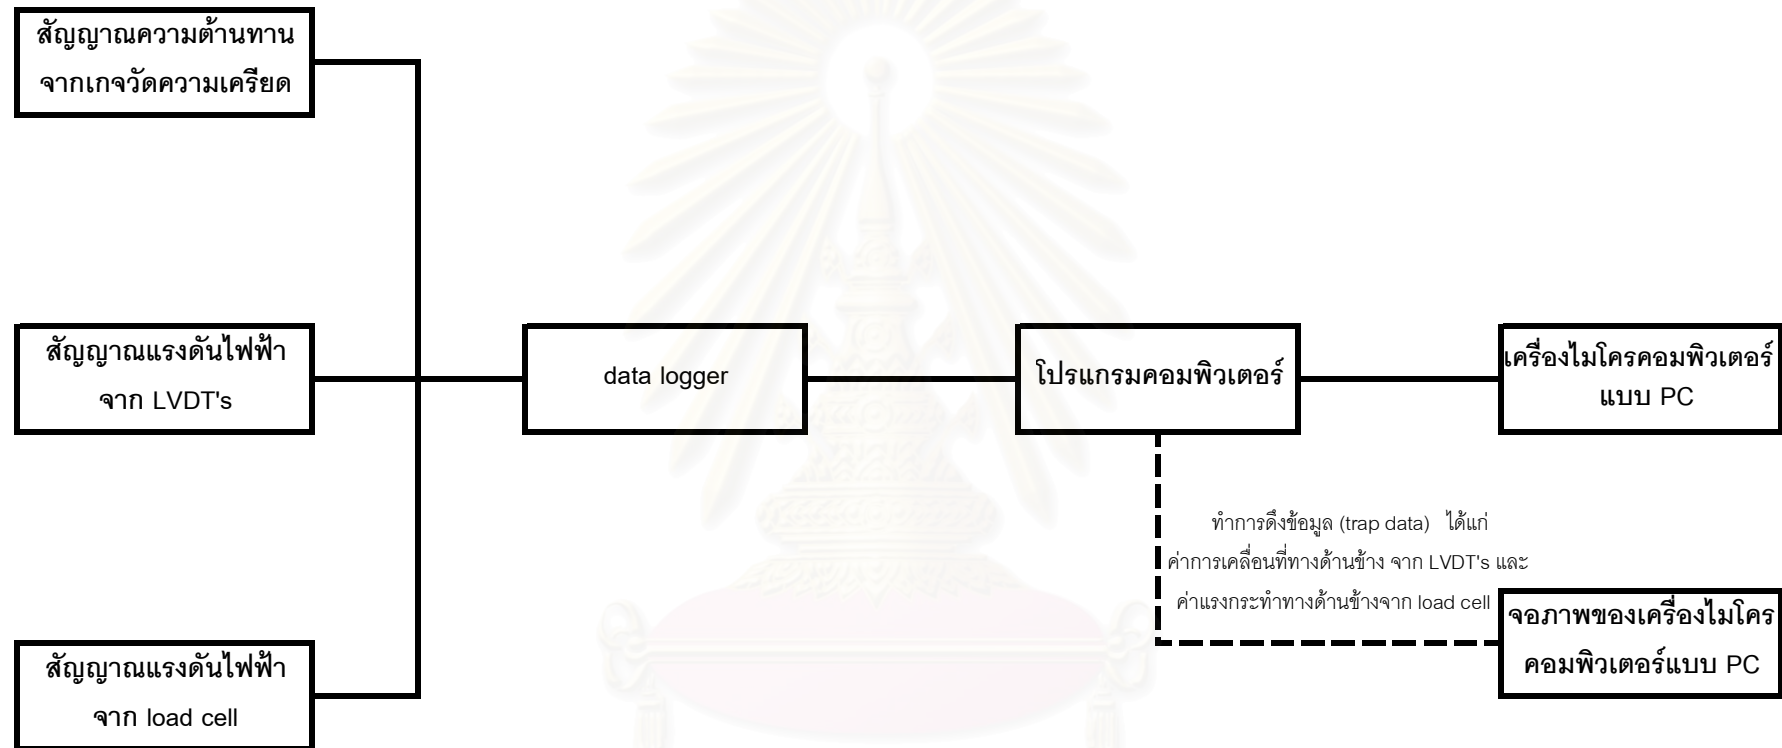 สัญญาณความต้านทาน
จากเกจวัดความเครียด
สัญญาณแรงดันไฟฟ้า
จาก LVDT's
data logger
โปรแกรมคอมพิวเตอร์
เครื่องไมโครคอมพิวเตอร์
แบบ PC
ทำการดึงข้อมูล (trap data) ได้แก่
ค่าการเคลื่อนที่ทางด้านข้าง จาก LVDT's และ
ค่าแรงกระทำทางด้านข้างจาก load cell
จอภาพของเครื่องไมโคร
คอมพิวเตอร์แบบ PC
สัญญาณแรงดันไฟฟ้า
จาก load cell